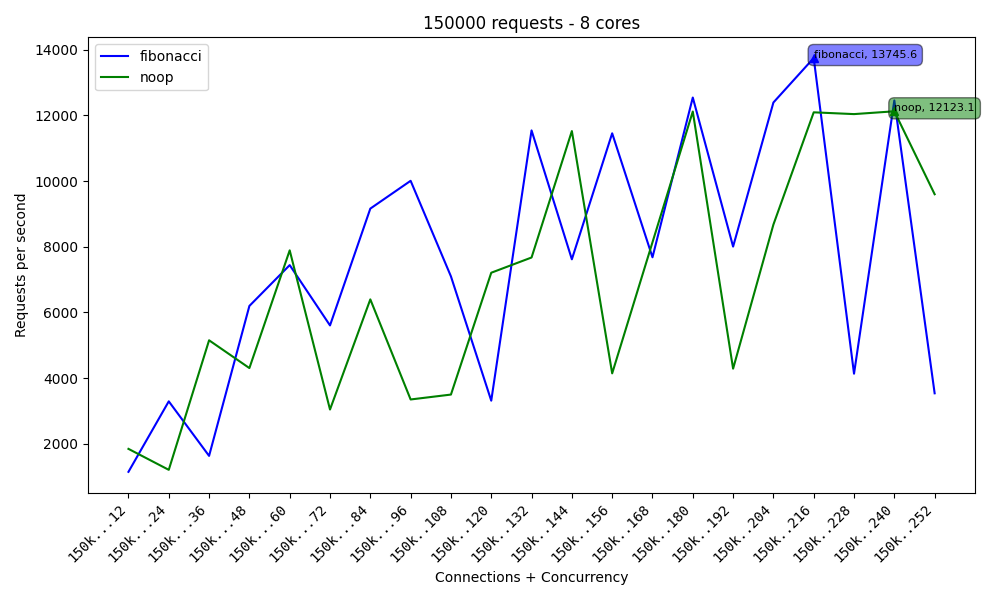 150000 requests - 8 cores
fibonacci
noop
fibonacci, 13745.6
noop, 12123.1
14000
12000
10000
8000
6000
4000
2000
Requests per second
150k...12
150k...24
150k...36
150k...48
150k...60
150k...72
150k...84
150k...96
150k..108
150k..120
150k..132
150k..144
150k..156
150k..168
150k..180
150k..192
150k..204
150k..216
150k..228
150k..240
150k..252
Connections + Concurrency